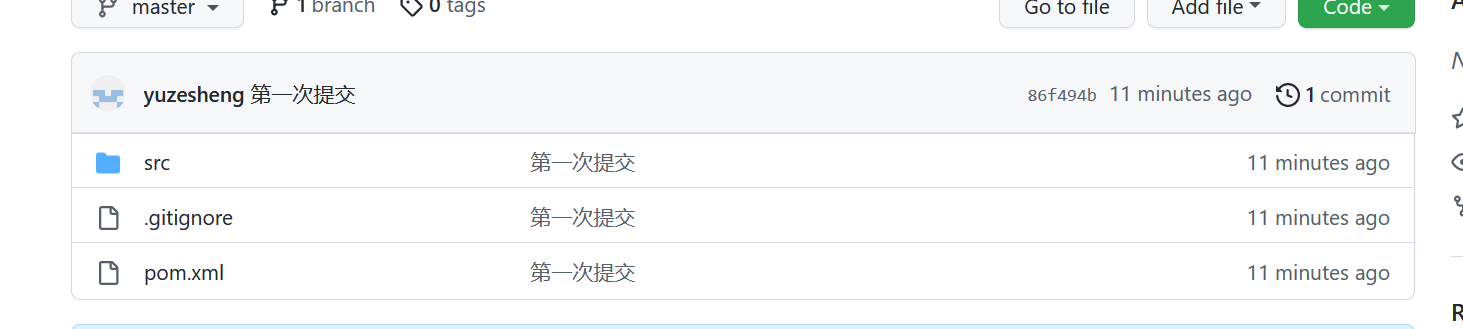 master 1 branch 0 tags Go to file Add file Code
yuzesheng 第一次提交 86f494b 11 minutes ago 1 commit
src 第一次提交 11 minutes ago
.gitignore 第一次提交 11 minutes ago
pom.xml 第一次提交 11 minutes ago